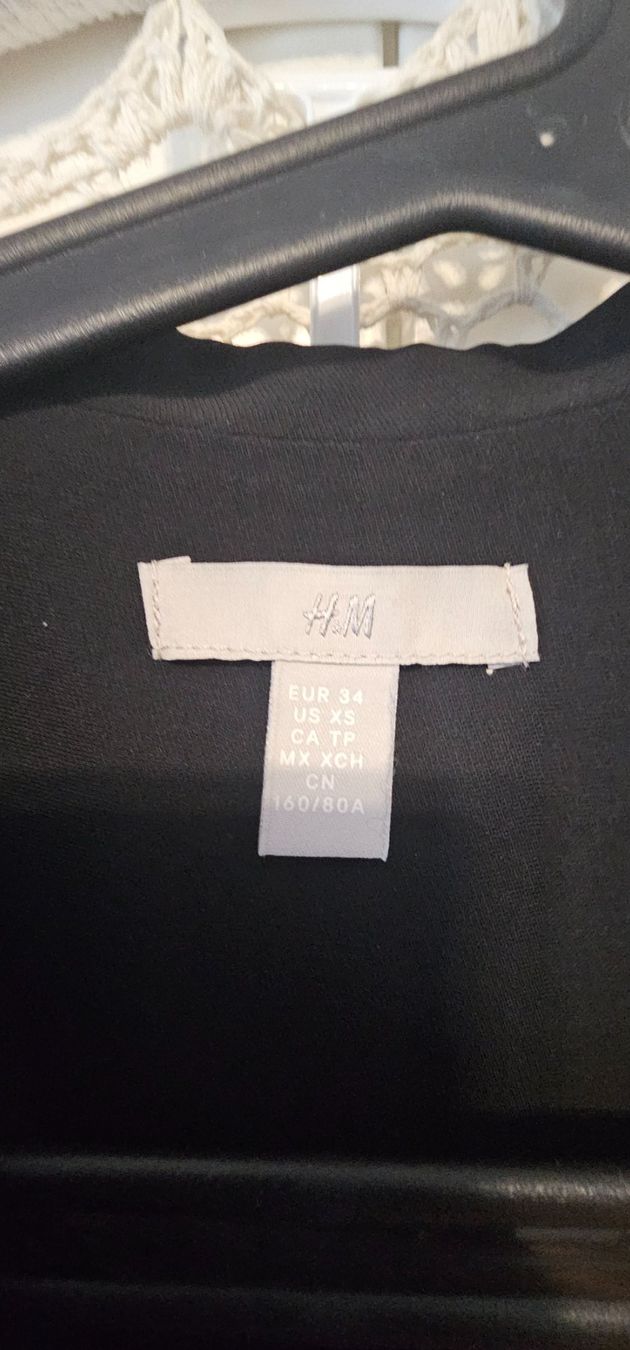 H&M
EUR 34
US XS
CA TP
MX XCH
CN
160/80A